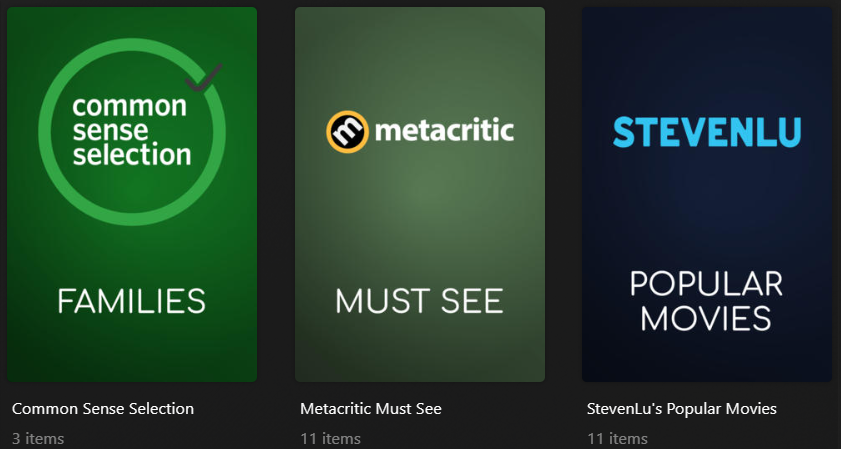 common
sense
selection
FAMILIES
Common Sense Selection
3 items
m metacritic
MUST SEE
Metacritic Must See
11 items
STEVENLU
POPULAR
MOVIES
StevenLu's Popular Movies
11 items